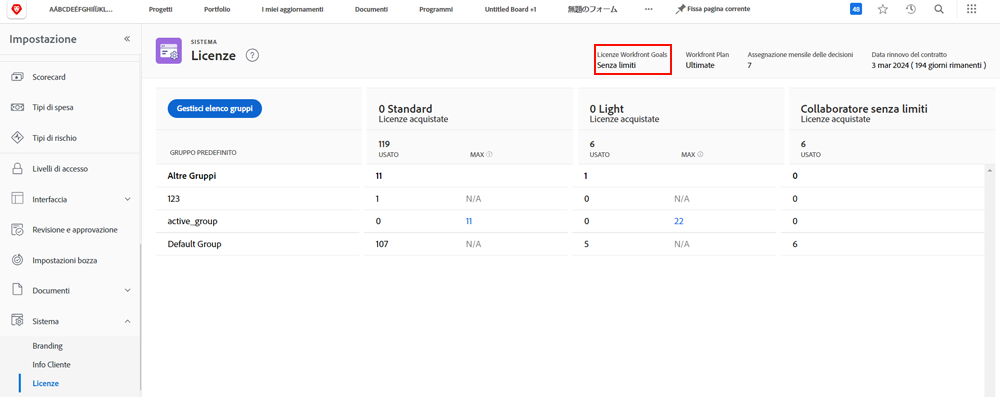 AÁBCDEÉFGHIÍÏJKL...
Progetti
Portfolio
I miei aggiornamenti
Documenti
Programmi
Untitled Board +1
無題のフォーム
Fissa pagina corrente
48
Impostazione
Scorecard
Tipi di spesa
Tipi di rischio
Livelli di accesso
Interfaccia
Revisione e approvazione
Impostazioni bozza
Documenti
Sistema
Branding
Info Cliente
Licenze
SISTEMA
Licenze
Licenze Workfront Goals
Senza limiti
Workfront Plan
Ultimate
Assegnazione mensile delle decisioni
7
Data rinnovo del contratto
3 mar 2024 ( 194 giorni rimanenti )
Gestisci elenco gruppi
0 Standard
Licenze acquistate
0 Light
Licenze acquistate
Collaboratore senza limiti
Licenze acquistate
GRUPPO PREDEFINITO
119
USATO MAX
6
USATO MAX
6
USATO
Altre Gruppi 11 1 0
123 1 N/A 0 N/A 0
active_group 0 11 0 22 0
Default Group 107 N/A 5 N/A 6